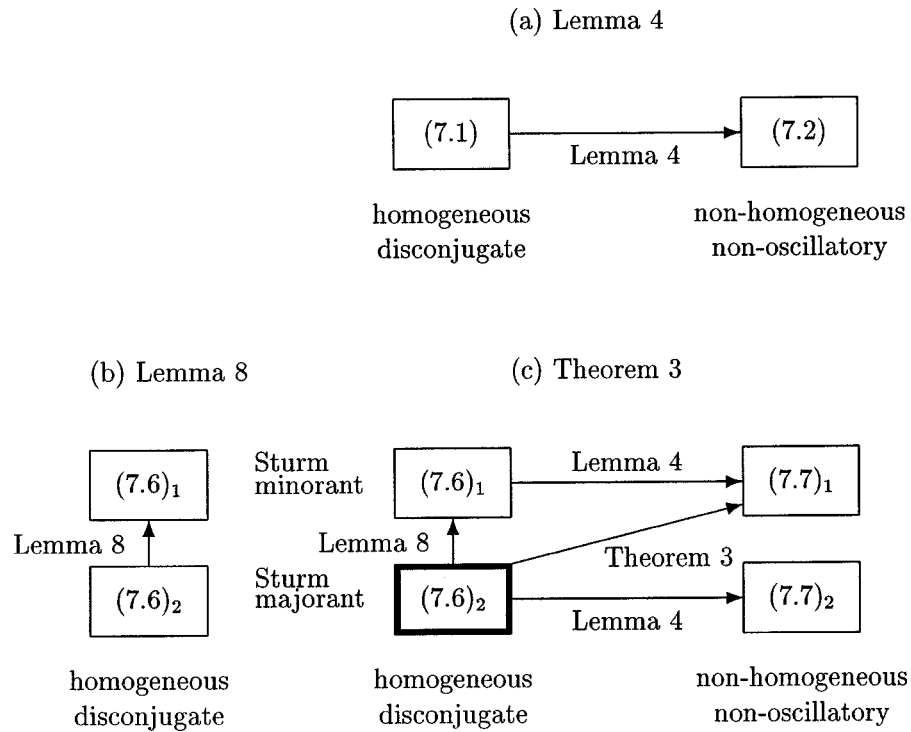 (a) Lemma 4
(7.1)
(7.2)
Lemma 4
homogeneous
disconjugate
non-homogeneous
non-oscillatory
(b) Lemma 8
(c) Theorem 3
(7.6)₁
Lemma 8
(7.6)₂
homogeneous
disconjugate
Sturm
minorant
Sturm
majorant
(7.6)₁
Lemma 4
(7.7)₁
Lemma 8
Theorem 3
(7.6)₂
Lemma 4
(7.7)₂
homogeneous
disconjugate
non-homogeneous
non-oscillatory